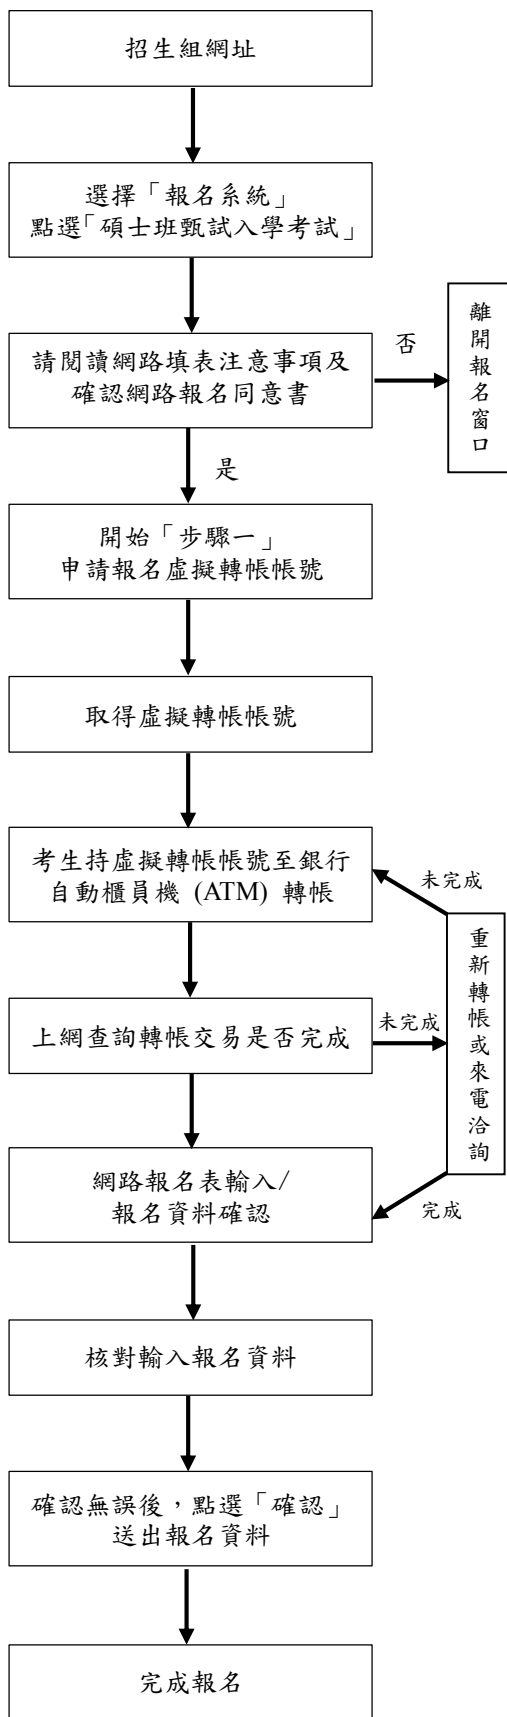 招生組網址
選擇「報名系統」
點選「碩士班甄試入學考試」
請閱讀網路填表注意事項及
確認網路報名同意書
否
離開報名窗口
是
開始「步驟一」
申請報名虛擬轉帳帳號
取得虛擬轉帳帳號
考生持虛擬轉帳帳號至銀行
自動櫃員機 (ATM) 轉帳
未完成
上網查詢轉帳交易是否完成
未完成
重新轉帳或來電洽詢
網路報名表輸入/
報名資料確認
完成
核對輸入報名資料
確認無誤後，點選「確認」
送出報名資料
完成報名